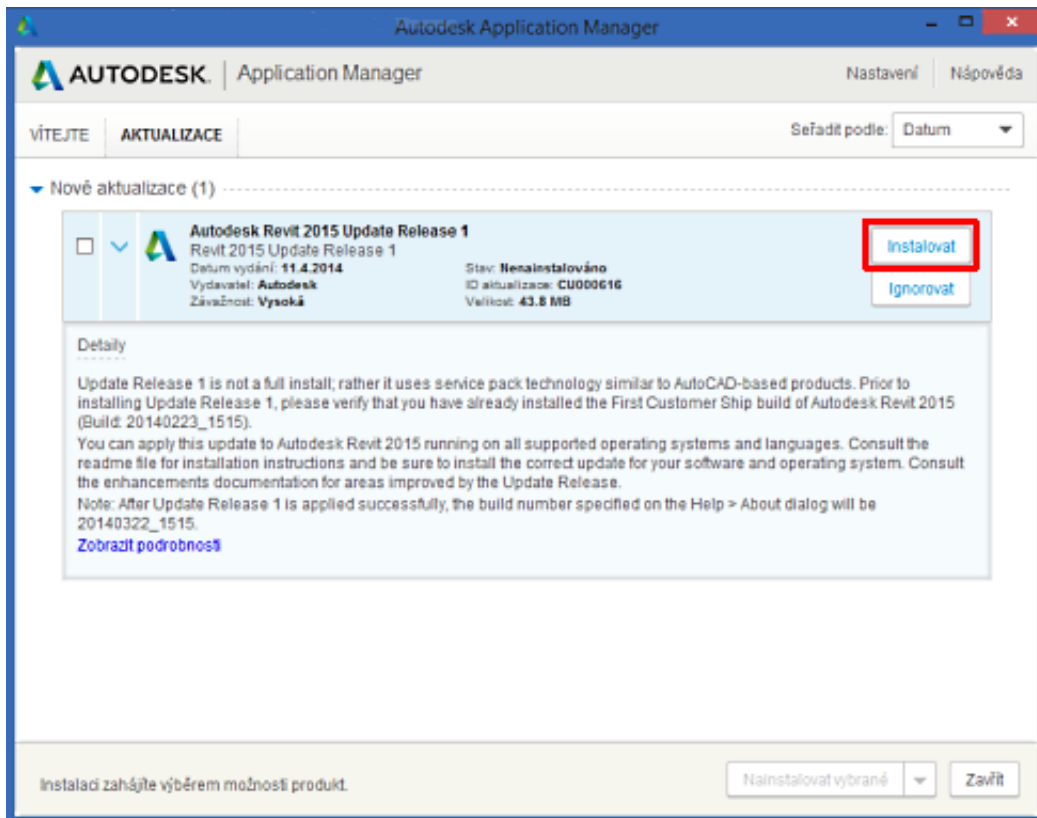 Autodesk Application Manager
AUTODESK. Application Manager
Nastavení Nápověda
VÍTEJTE AKTUALIZACE
Seřadit podle: Datum
Nové aktualizace (1)
Autodesk Revit 2015 Update Release 1
Revit 2015 Update Release 1
Datum vydání: 11.4.2014 Stav: Nenainstalováno
Vydavatel: Autodesk ID aktualizace: CU000616
Závažnost: Vysoká Velikost: 43.8 MB
Instalovat
Ignorovat
Detaily
Update Release 1 is not a full install; rather it uses service pack technology similar to AutoCAD-based products. Prior to
installing Update Release 1, please verify that you have already installed the First Customer Ship build of Autodesk Revit 2015
(Build: 20140223_1515).
You can apply this update to Autodesk Revit 2015 running on all supported operating systems and languages. Consult the
readme file for installation instructions and be sure to install the correct update for your software and operating system. Consult
the enhancements documentation for areas improved by the Update Release.
Note: After Update Release 1 is applied successfully, the build number specified on the Help > About dialog will be
20140322_1515.
Zobrazit podrobnosti
Instalaci zahájíte výběrem možnosti produkt.
Nainstalovat vybrané
Zavřít